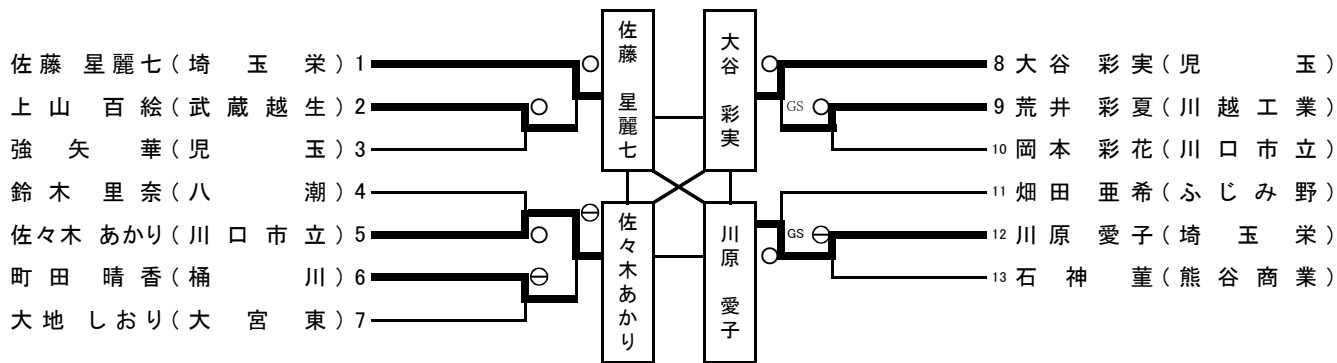 佐藤 星麗七(埼玉栄) 1
上山 百絵(武蔵越生) 2
強矢 華(児玉) 3
鈴木 里奈(八潮) 4
佐々木 あかり(川口市立) 5
町田 晴香(桶川) 6
大地 しおり(大宮東) 7
○
○
⊖
○
⊖
佐藤 星麗七
佐々木あかり
大谷 彩実
川原 愛子
○
GS ○
GS ⊖
○
8 大谷 彩実(児玉)
9 荒井 彩夏(川越工業)
10 岡本 彩花(川口市立)
11 畑田 亜希(ふじみ野)
12 川原 愛子(埼玉栄)
13 石神 菫(熊谷商業)